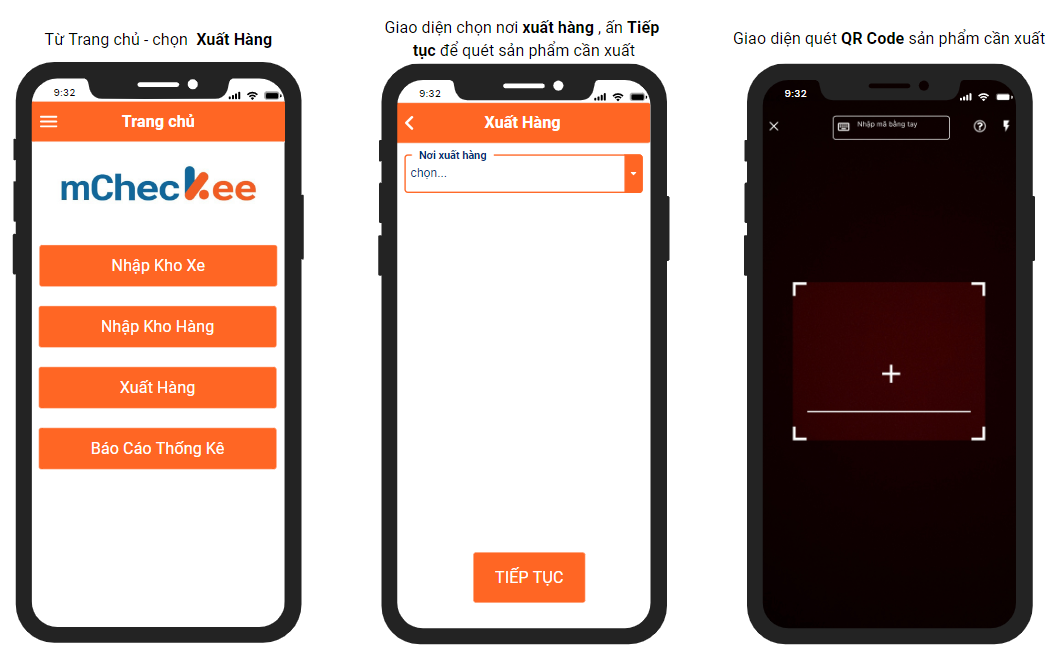 Từ Trang chủ - chọn Xuất Hàng
9:32
Trang chủ
mCheckee
Nhập Kho Xe
Nhập Kho Hàng
Xuất Hàng
Báo Cáo Thống Kê
Giao diện chọn nơi xuất hàng , ấn Tiếp
tục để quét sản phẩm cần xuất
9:32
Xuất Hàng
Nơi xuất hàng
chọn...
TIẾP TỤC
Giao diện quét QR Code sản phẩm cần xuất
9:32
Nhập mã bằng tay